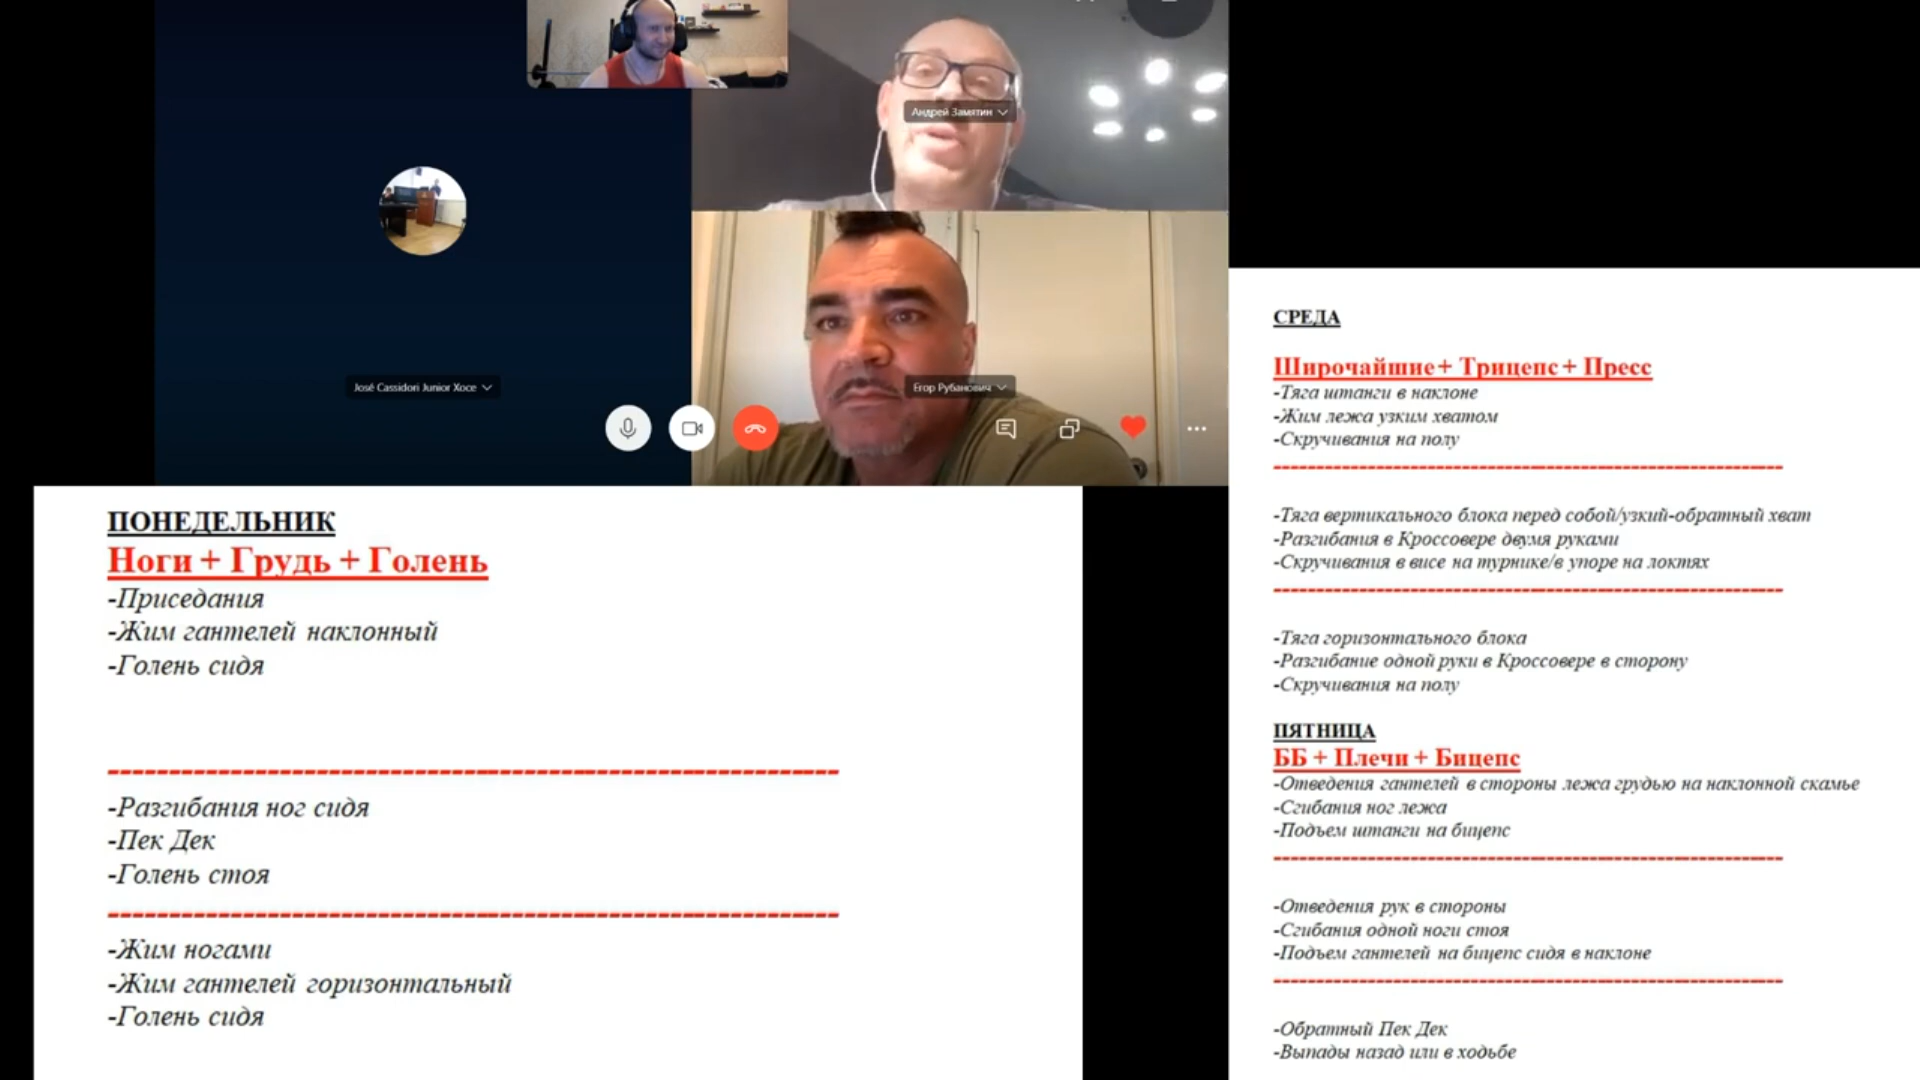 Андрей Замятин
José Cassidori Junior Хосе
Егор Рубанович
ПОНЕДЕЛЬНИК
Ноги + Грудь + Голень
-Приседания
-Жим гантелей наклонный
-Голень сидя
-Разгибания ног сидя
-Пек Дек
-Голень стоя
-Жим ногами
-Жим гантелей горизонтальный
-Голень сидя
СРЕДА
Широчайшие+ Трицепс + Пресс
-Тяга штанги в наклоне
-Жим лежа узким хватом
-Скручивания на полу
-Тяга вертикального блока перед собой/узкий-обратный хват
-Разгибания в Кроссовере двумя руками
-Скручивания в висе на турнике/в упоре на локтях
-Тяга горизонтального блока
-Разгибание одной руки в Кроссовере в сторону
-Скручивания на полу
ПЯТНИЦА
ББ + Плечи + Бицепс
-Отведения гантелей в стороны лежа грудью на наклонной скамье
-Сгибания ног лежа
-Подъем штанги на бицепс
-Отведения рук в стороны
-Сгибания одной ноги стоя
-Подъем гантелей на бицепс сидя в наклоне
-Обратный Пек Дек
-Выпады назад или в ходьбе